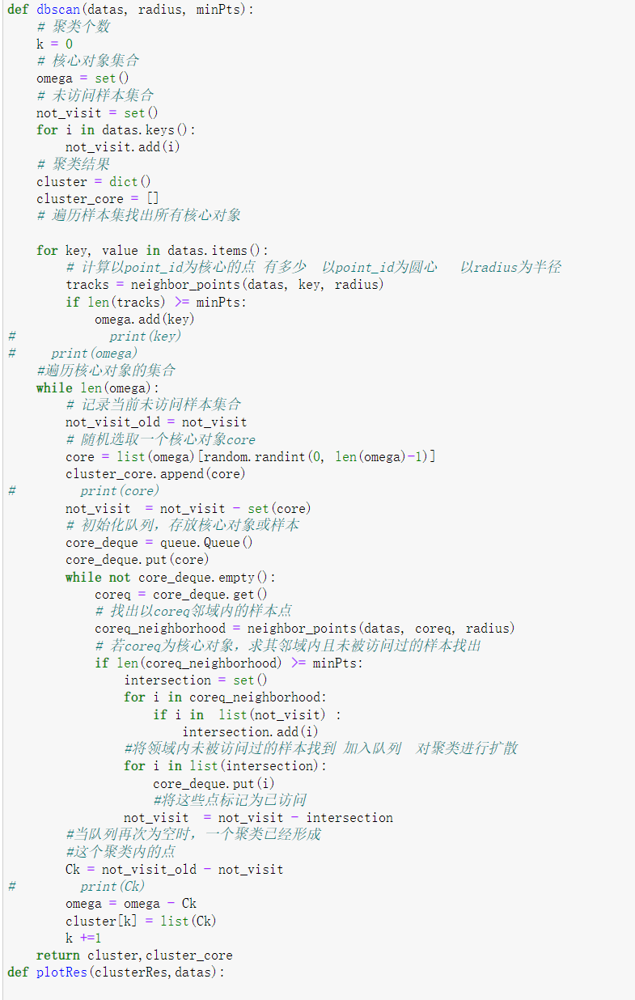 def dbscan(datas, radius, minPts):
    # 聚类个数
    k = 0
    # 核心对象集合
    omega = set()
    # 未访问样本集合
    not_visit = set()
    for i in datas.keys():
        not_visit.add(i)
    # 聚类结果
    cluster = dict()
    cluster_core = []
    # 遍历样本集找出所有核心对象

    for key, value in datas.items():
        # 计算以point_id为核心的点 有多少  以point_id为圆心   以radius为半径
        tracks = neighbor_points(datas, key, radius)
        if len(tracks) >= minPts:
            omega.add(key)
#             print(key)
#     print(omega)
    #遍历核心对象的集合
    while len(omega):
        # 记录当前未访问样本集合
        not_visit_old = not_visit
        # 随机选取一个核心对象core
        core = list(omega)[random.randint(0, len(omega)-1)]
        cluster_core.append(core)
#         print(core)
        not_visit  = not_visit - set(core)
        # 初始化队列，存放核心对象或样本
        core_deque = queue.Queue()
        core_deque.put(core)
        while not core_deque.empty():
            coreq = core_deque.get()
            # 找出以coreq邻域内的样本点
            coreq_neighborhood = neighbor_points(datas, coreq, radius)
            # 若coreq为核心对象，求其邻域内且未被访问过的样本找出
            if len(coreq_neighborhood) >= minPts:
                intersection = set()
                for i in coreq_neighborhood:
                    if i in  list(not_visit) :
                        intersection.add(i)
                #将领域内未被访问过的样本找到 加入队列  对聚类进行扩散
                for i in list(intersection):
                    core_deque.put(i)
                    #将这些点标记为已访问
                not_visit  = not_visit - intersection
        #当队列再次为空时，一个聚类已经形成
        #这个聚类内的点
        Ck = not_visit_old - not_visit
#         print(Ck)
        omega = omega - Ck
        cluster[k] = list(Ck)
        k +=1
    return cluster,cluster_core
def plotRes(clusterRes,datas):